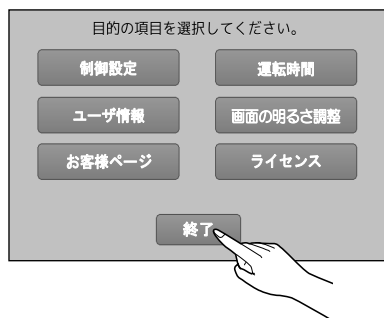 目的の項目を選択してください。
制御設定
運転時間
ユーザ情報
画面の明るさ調整
お客様ページ
ライセンス
終了